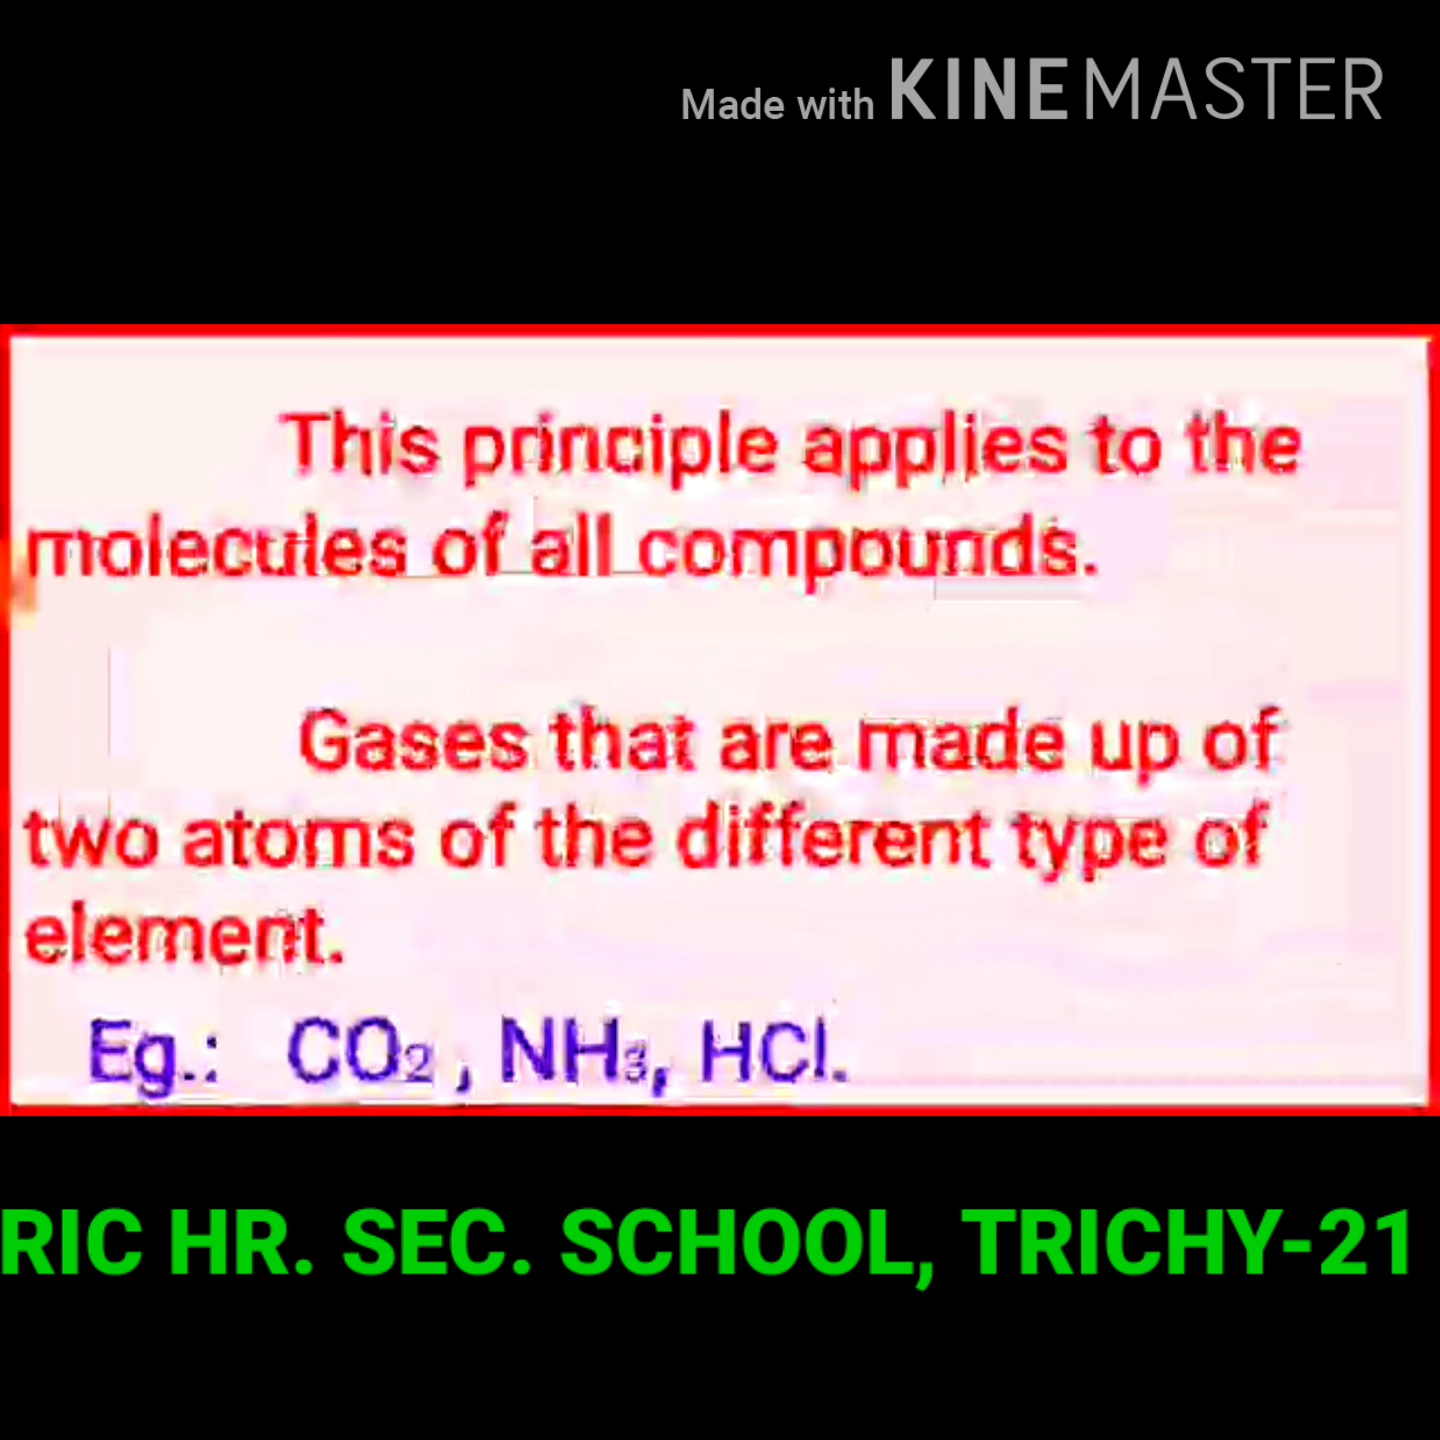 Made with KINEMASTER
This principle applies to the
molecules of all compounds.
Gases that are made up of
two atoms of the different type of
element.
Eg.: CO₂ , NH₃, HCl.
RIC HR. SEC. SCHOOL, TRICHY-21